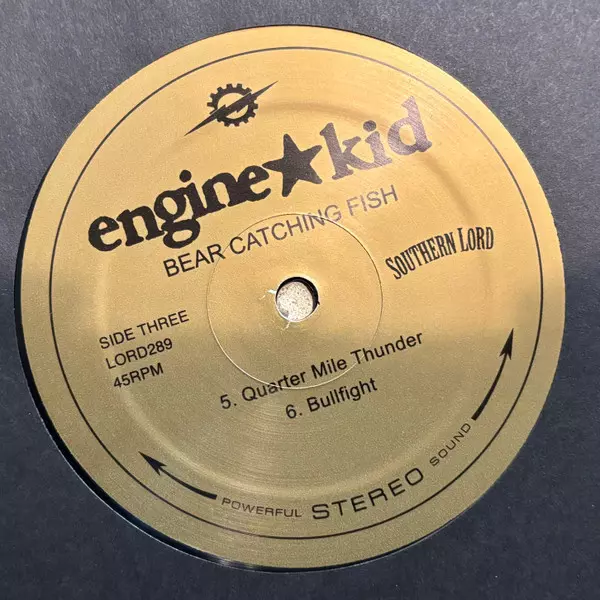 engine★kid
BEAR CATCHING FISH
SOUTHERN LORD
SIDE THREE
LORD289
45RPM
5. Quarter Mile Thunder
6. Bullfight
POWERFUL STEREO SOUND